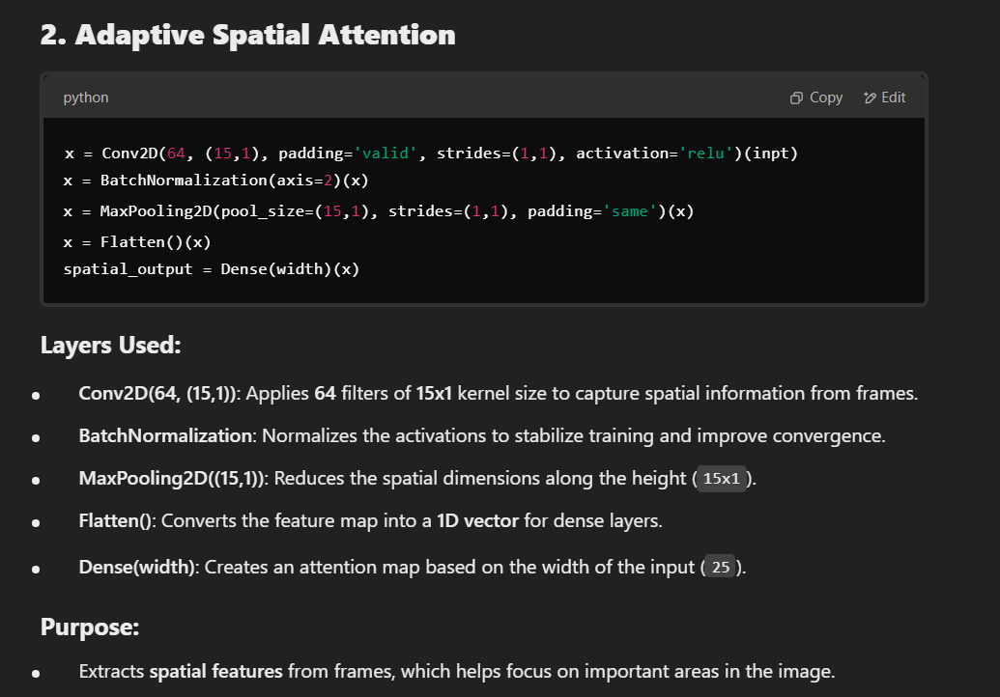 2. Adaptive Spatial Attention
python
Copy
Edit
x = Conv2D(64, (15,1), padding='valid', strides=(1,1), activation='relu')(inpt)
x = BatchNormalization(axis=2)(x)
x = MaxPooling2D(pool_size=(15,1), strides=(1,1), padding='same')(x)
x = Flatten()(x)
spatial_output = Dense(width)(x)
Layers Used:
• Conv2D(64, (15,1)): Applies 64 filters of 15x1 kernel size to capture spatial information from frames.
• BatchNormalization: Normalizes the activations to stabilize training and improve convergence.
• MaxPooling2D((15,1)): Reduces the spatial dimensions along the height (15x1).
• Flatten(): Converts the feature map into a 1D vector for dense layers.
• Dense(width): Creates an attention map based on the width of the input (25).
Purpose:
• Extracts spatial features from frames, which helps focus on important areas in the image.